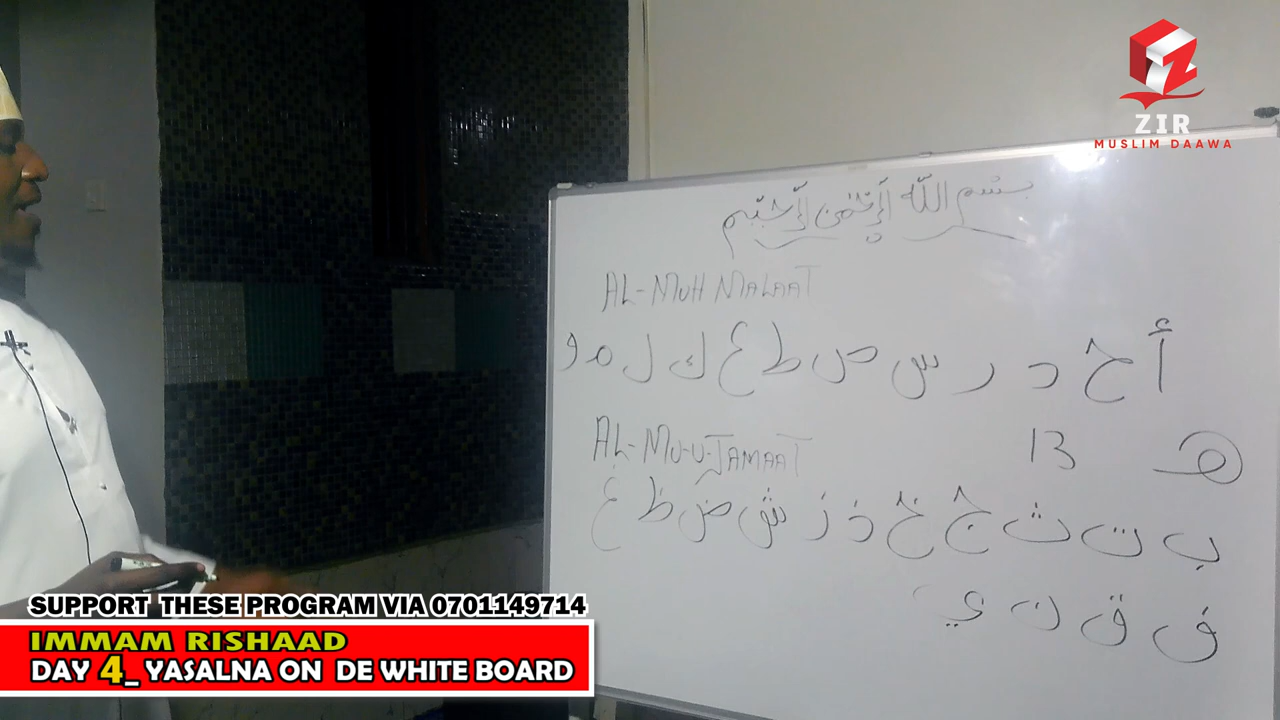 ZIR
MUSLIM DAAWA
بسم الله الرحمن الرحيم
AL-MUHMALAAT
أ ح د ر س ص ط ع ك ل م و
ه 13
AL-MU-U-JAMAAT
ب ت ث ج خ ذ ز ش ض ظ غ
ف ق ن ي
SUPPORT THESE PROGRAM VIA 0701149714
IMMAM RISHAAD
DAY 4_ YASALNA ON DE WHITE BOARD